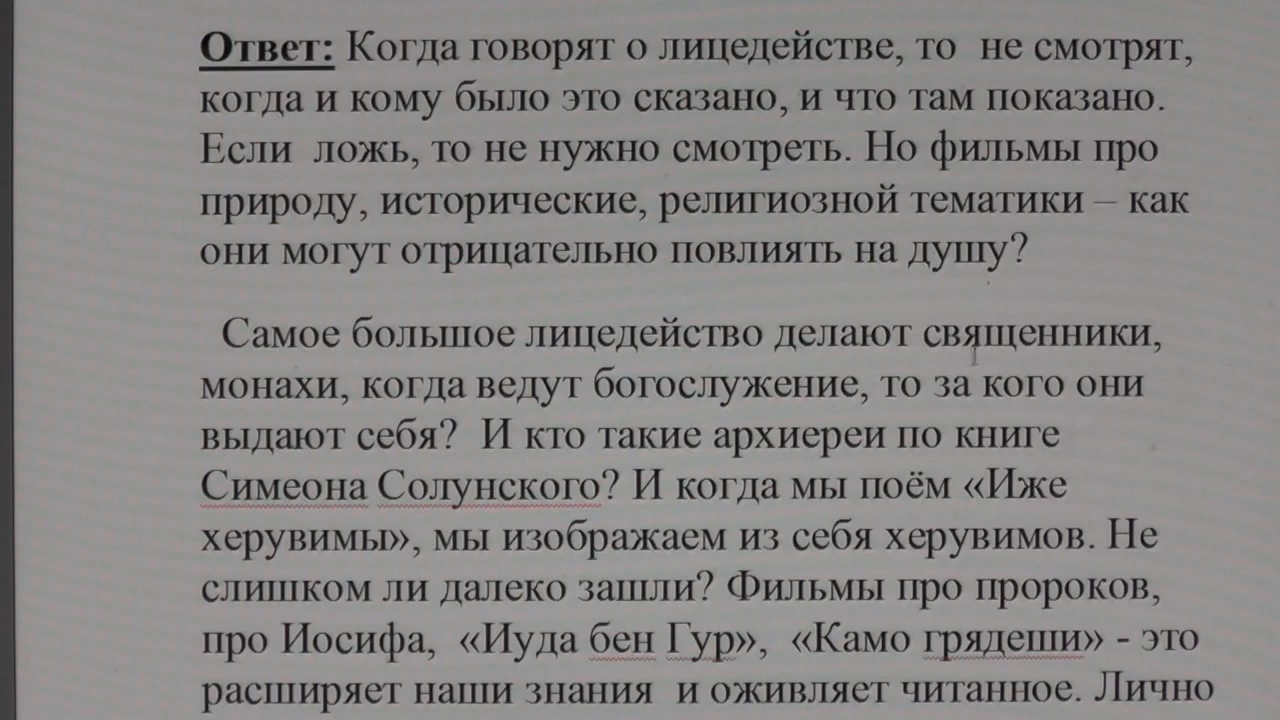 Ответ: Когда говорят о лицедействе, то  не смотрят,
когда и кому было это сказано, и что там показано.
Если  ложь, то не нужно смотреть. Но фильмы про
природу, исторические, религиозной тематики – как
они могут отрицательно повлиять на душу?
Самое большое лицедейство делают священники,
монахи, когда ведут богослужение, то за кого они
выдают себя?  И кто такие архиереи по книге
Симеона Солунского? И когда мы поём «Иже
херувимы», мы изображаем из себя херувимов. Не
слишком ли далеко зашли? Фильмы про пророков,
про Иосифа,  «Иуда бен Гур»,  «Камо грядеши» - это
расширяет наши знания  и оживляет читанное. Лично